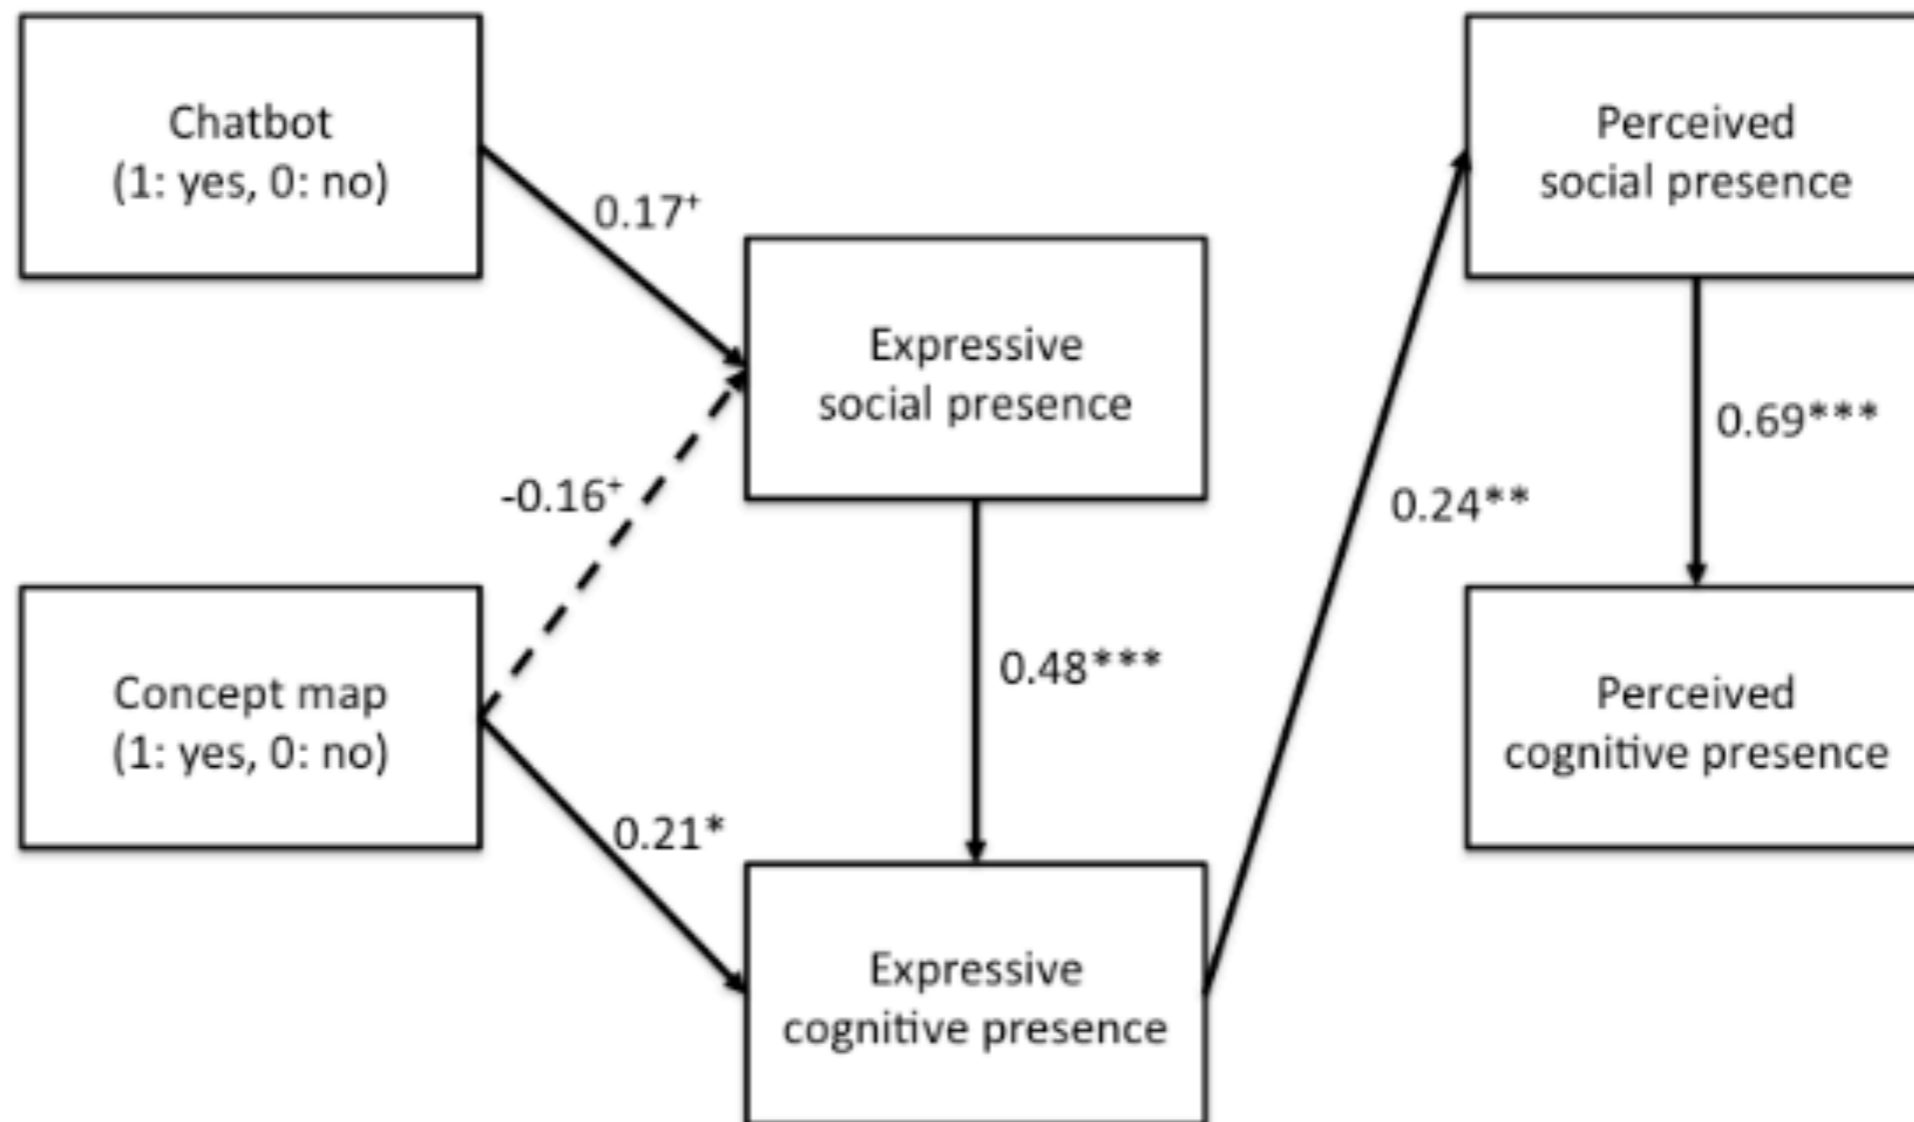 Chatbot
(1: yes, 0: no)
0.17⁺
Expressive
social presence
-0.16⁺
Concept map
(1: yes, 0: no)
0.21*
0.48***
Expressive
cognitive presence
0.24**
Perceived
social presence
0.69***
Perceived
cognitive presence